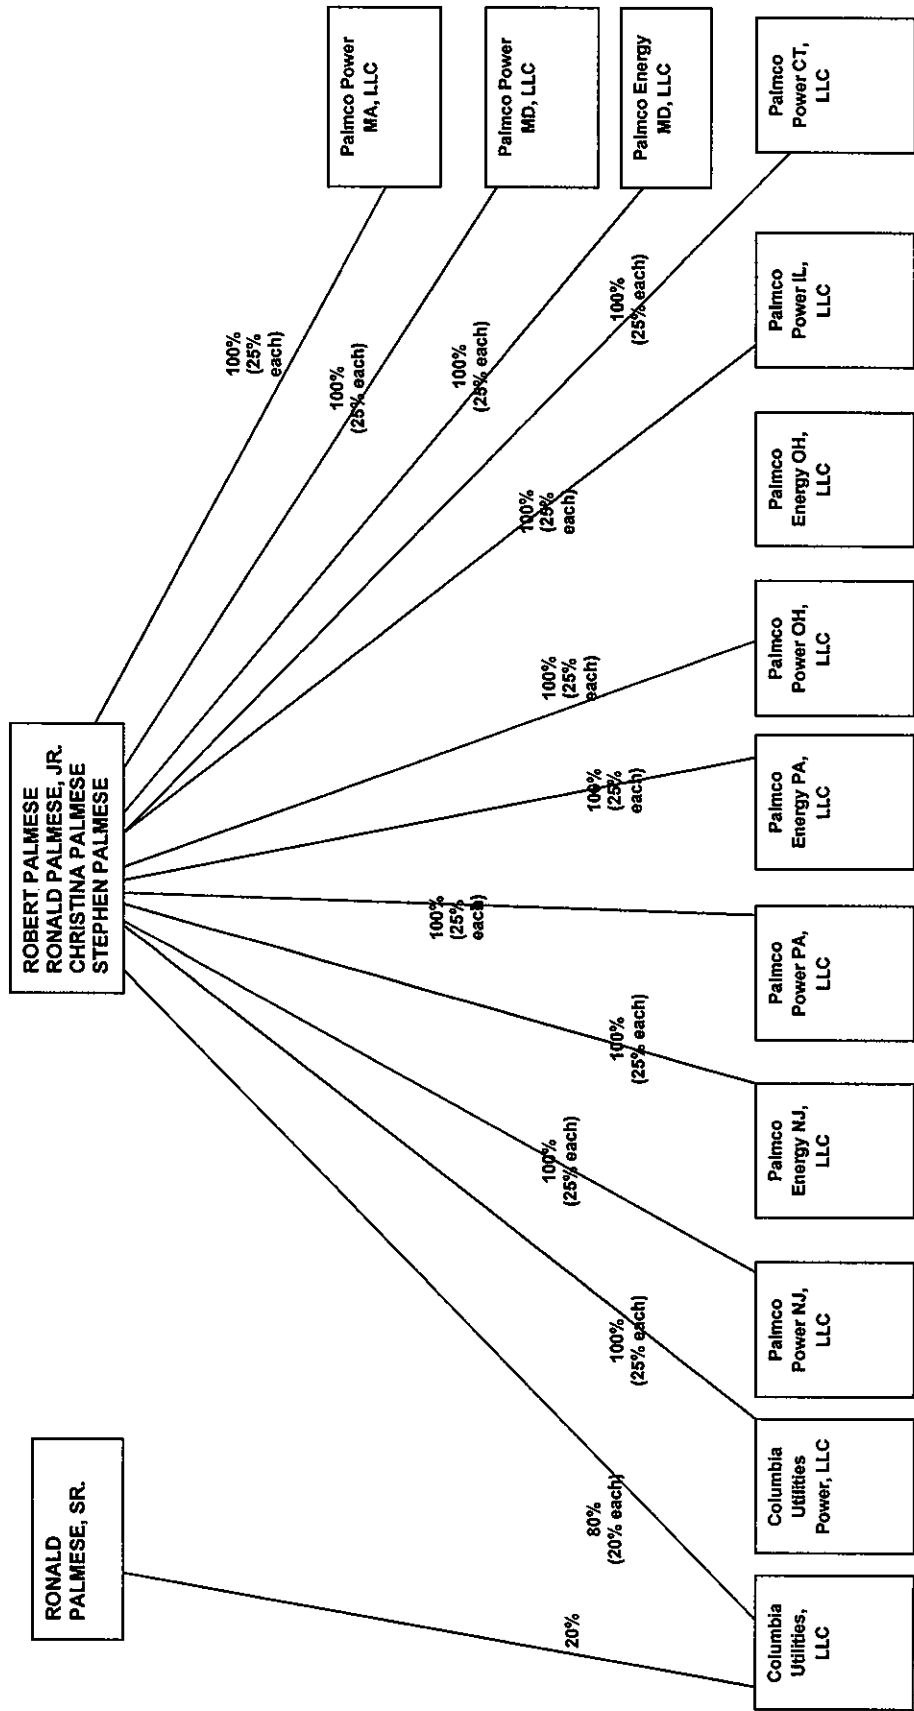 RONALD
PALMESE, SR.
ROBERT PALMESE
RONALD PALMESE, JR.
CHRISTINA PALMESE
STEPHEN PALMESE
20%
80%
(20% each)
100%
(25% each)
100%
(25% each)
100%
(25% each)
100%
(25%
each)
100%
(25%
each)
100%
(25%
each)
100%
(25%
each)
100%
(25% each)
100%
(25% each)
100%
(25% each)
100%
(25%
each)
Palmco Power
MA, LLC
Palmco Power
MD, LLC
Palmco Energy
MD, LLC
Columbia
Utilities,
LLC
Columbia
Utilities
Power, LLC
Palmco
Power NJ,
LLC
Palmco
Energy NJ,
LLC
Palmco
Power PA,
LLC
Palmco
Energy PA,
LLC
Palmco
Power OH,
LLC
Palmco
Energy OH,
LLC
Palmco
Power IL,
LLC
Palmco
Power CT,
LLC